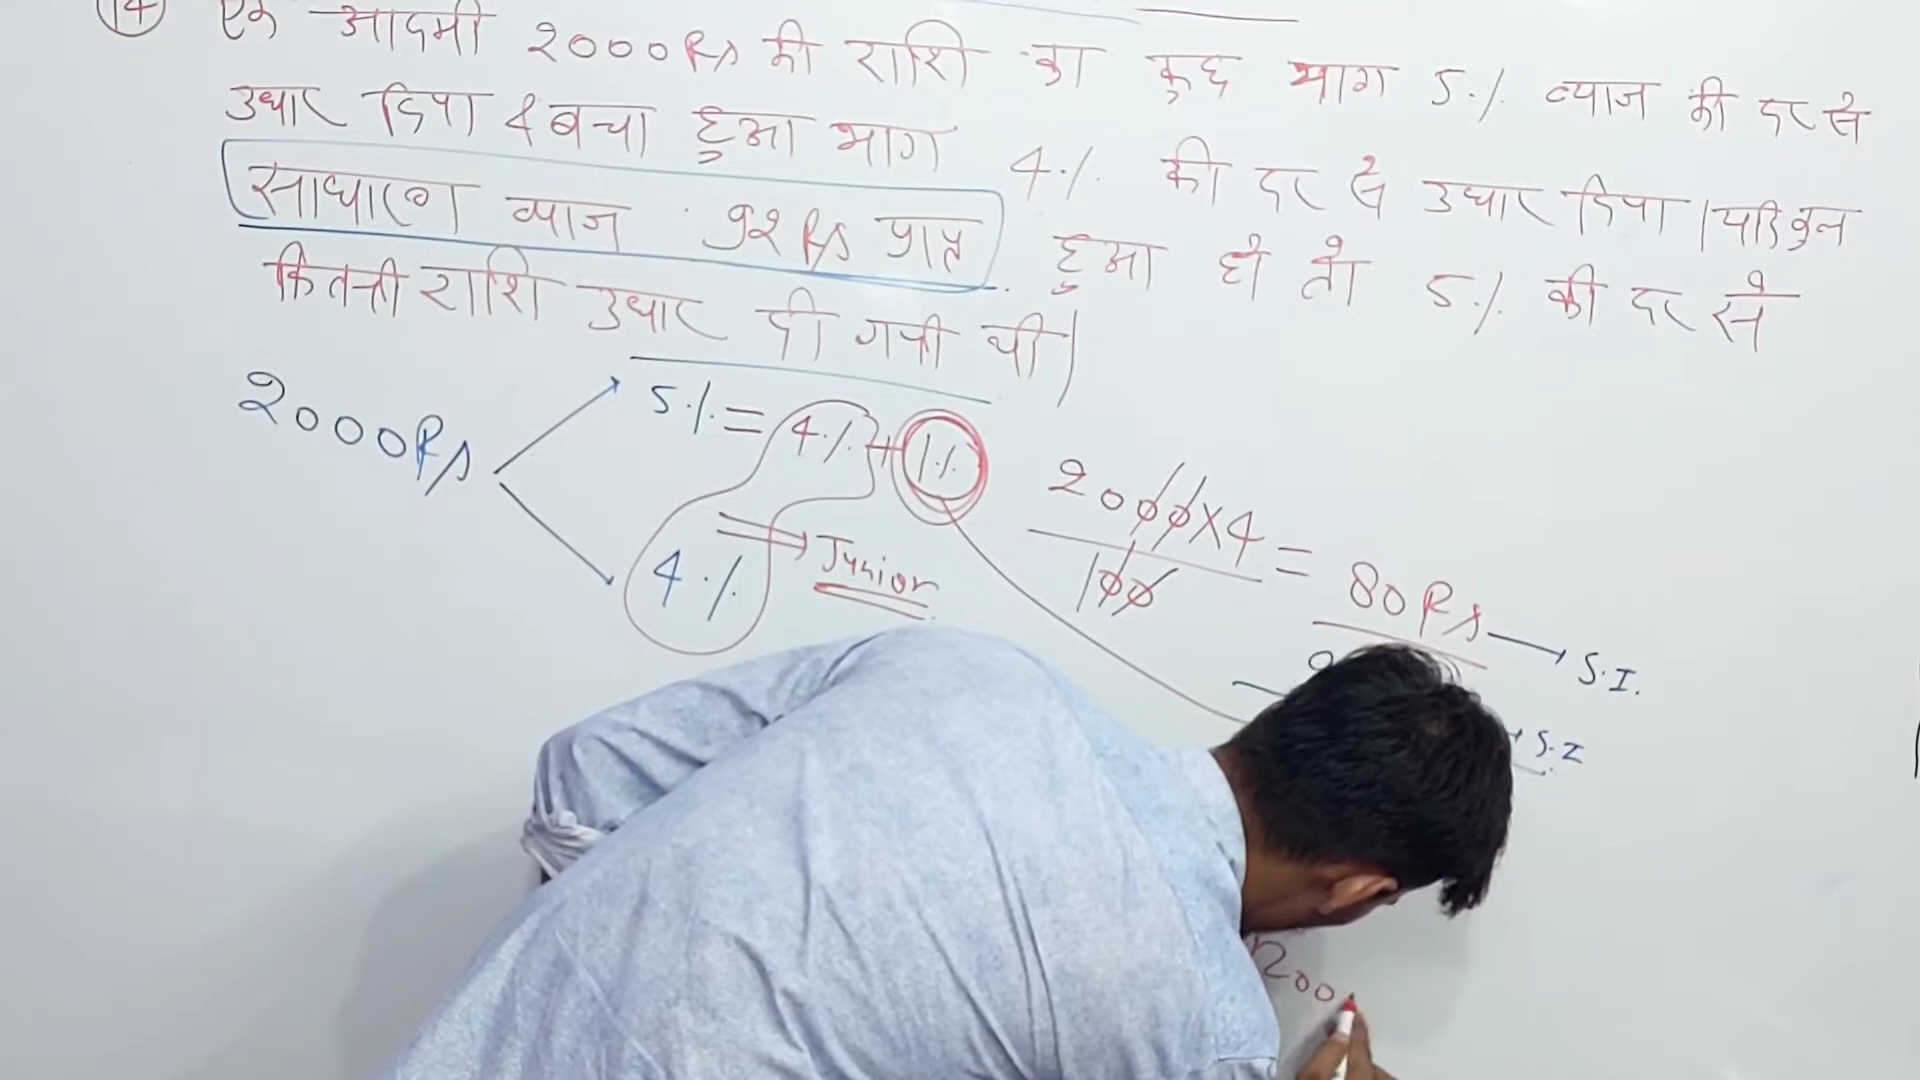 14
एक आदमी 2000Rs की राशि का कुछ भाग 5% ब्याज की दर से
उधार दिया & बचा हुआ भाग 4% की दर से उधार दिया । यदि कुल
साधारण ब्याज 92Rs प्राप्त हुआ हो तो 5% की दर से
कितनी राशि उधार दी गयी थी।
2000Rs
5% = 4% + 1%
4%
Junior
2000×4
100
= 80Rs → S.I.
S.I
1200